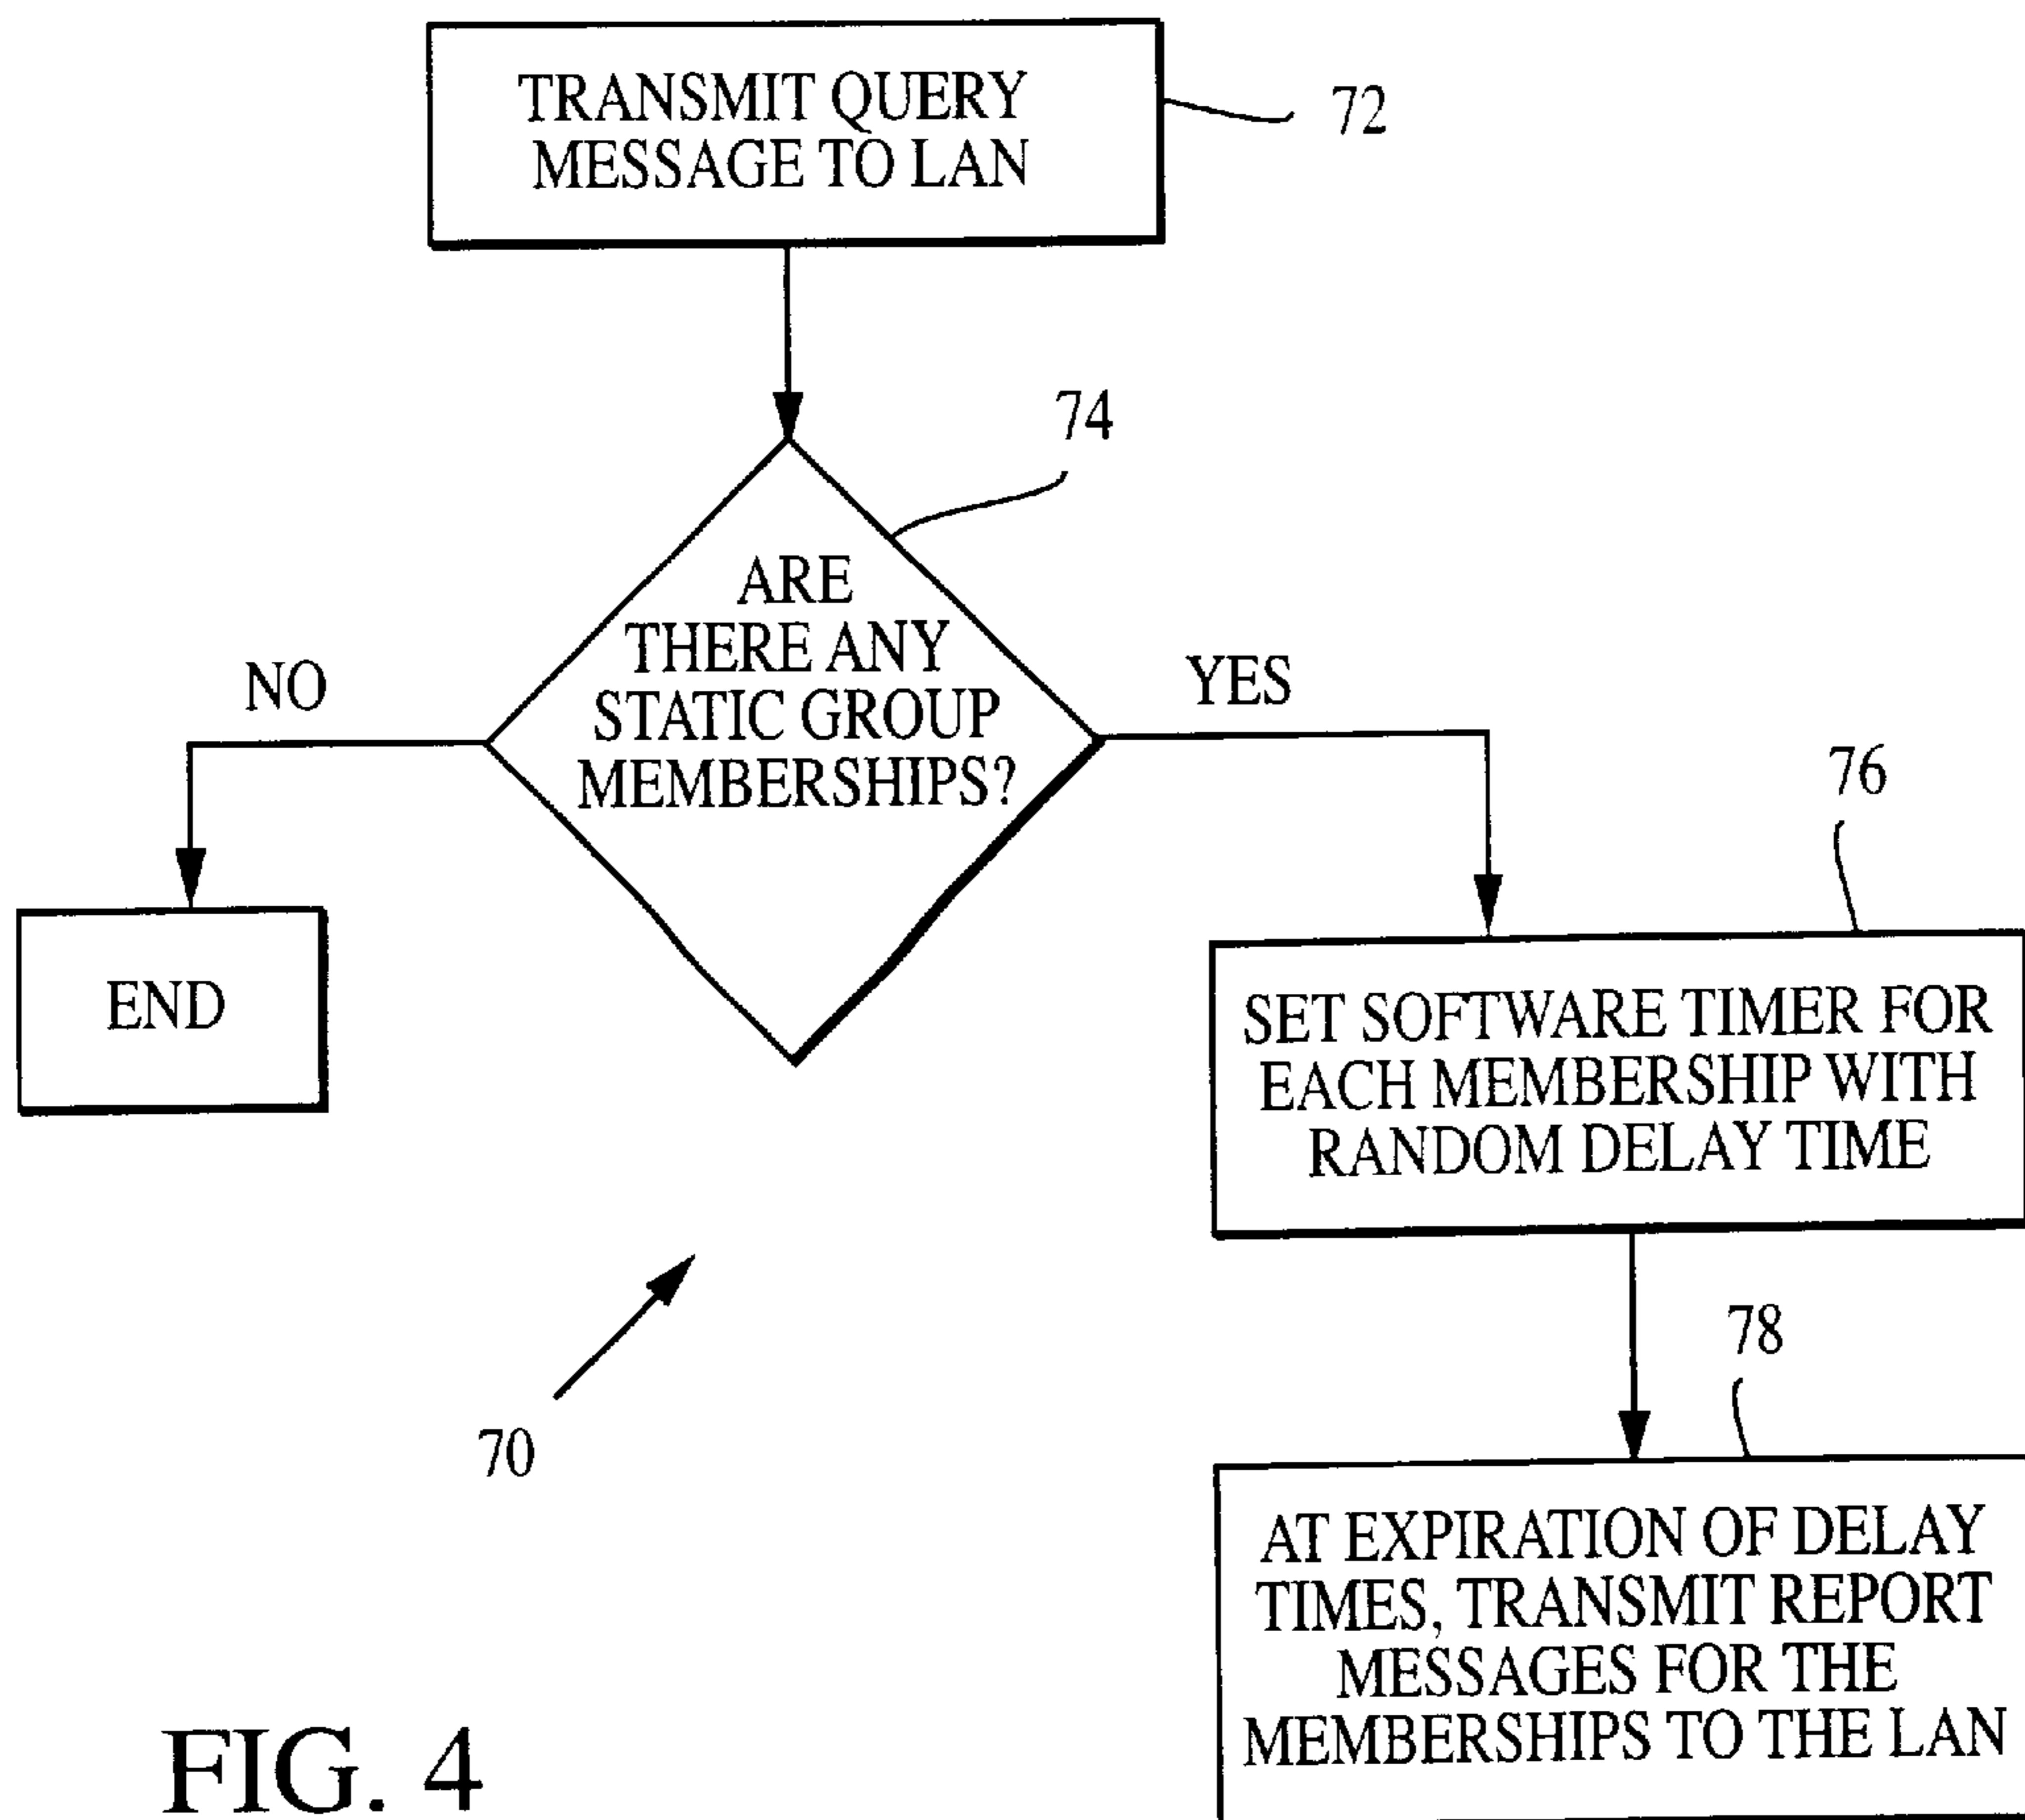 TRANSMIT QUERY
MESSAGE TO LAN
72
74
ARE
THERE ANY
STATIC GROUP
MEMBERSHIPS?
NO
YES
76
END
SET SOFTWARE TIMER FOR
EACH MEMBERSHIP WITH
RANDOM DELAY TIME
78
70
AT EXPIRATION OF DELAY
TIMES, TRANSMIT REPORT
MESSAGES FOR THE
MEMBERSHIPS TO THE LAN
FIG. 4